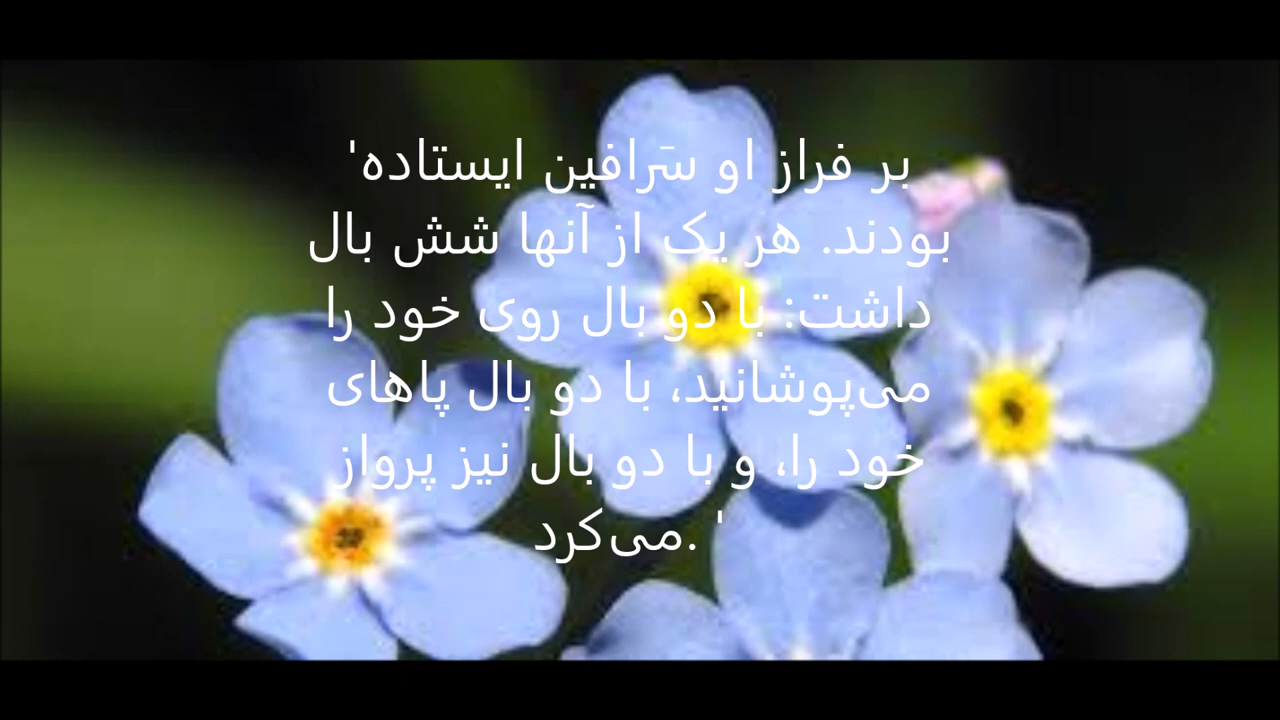 'بر فراز او سَرافین ایستاده
بودند. هر یک از آنها شش بال
داشت: با دو بال روی خود را
می‌پوشانید، با دو بال پاهای
خود را، و با دو بال نیز پرواز
می‌کرد. '